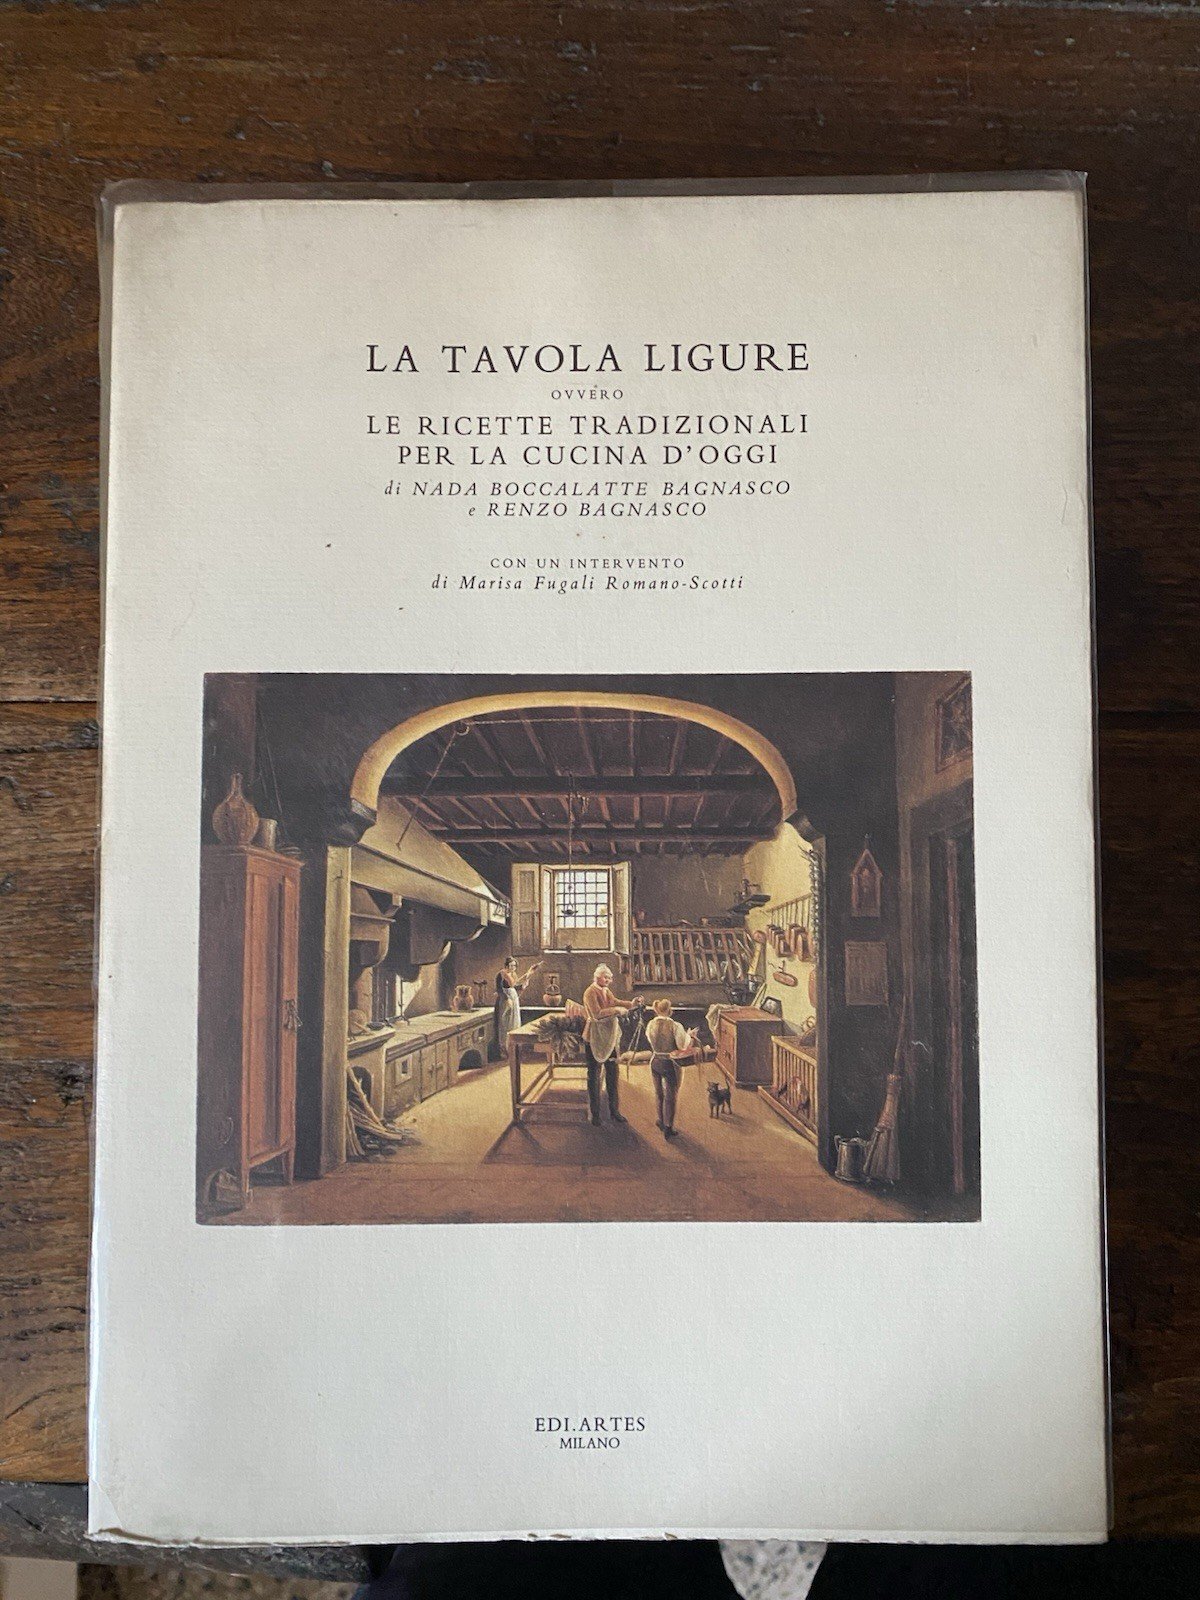 LA TAVOLA LIGURE
OVVERO
LE RICETTE TRADIZIONALI
PER LA CUCINA D'OGGI
di NADA BOCCALATTE BAGNASCO
e RENZO BAGNASCO
CON UN INTERVENTO
di Marisa Fugali Romano-Scotti
EDI.ARTES
MILANO